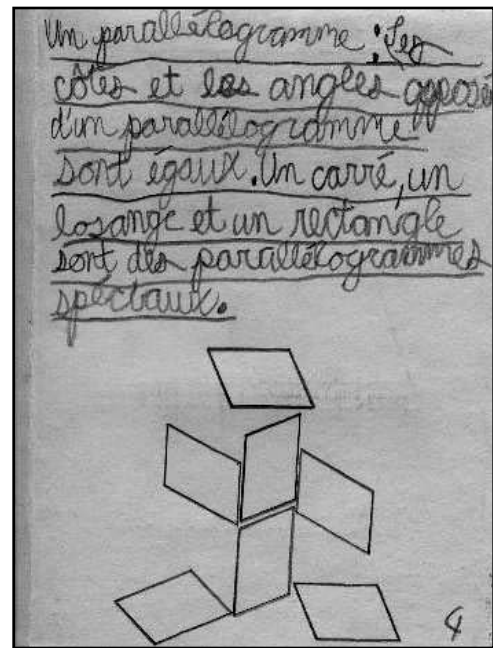 Un parallélogramme : Les
côtés et les angles opposé
d'un parallélogramme
sont égaux. Un carré, un
losange et un rectangle
sont des parallélogrammes
spéciaux.
4